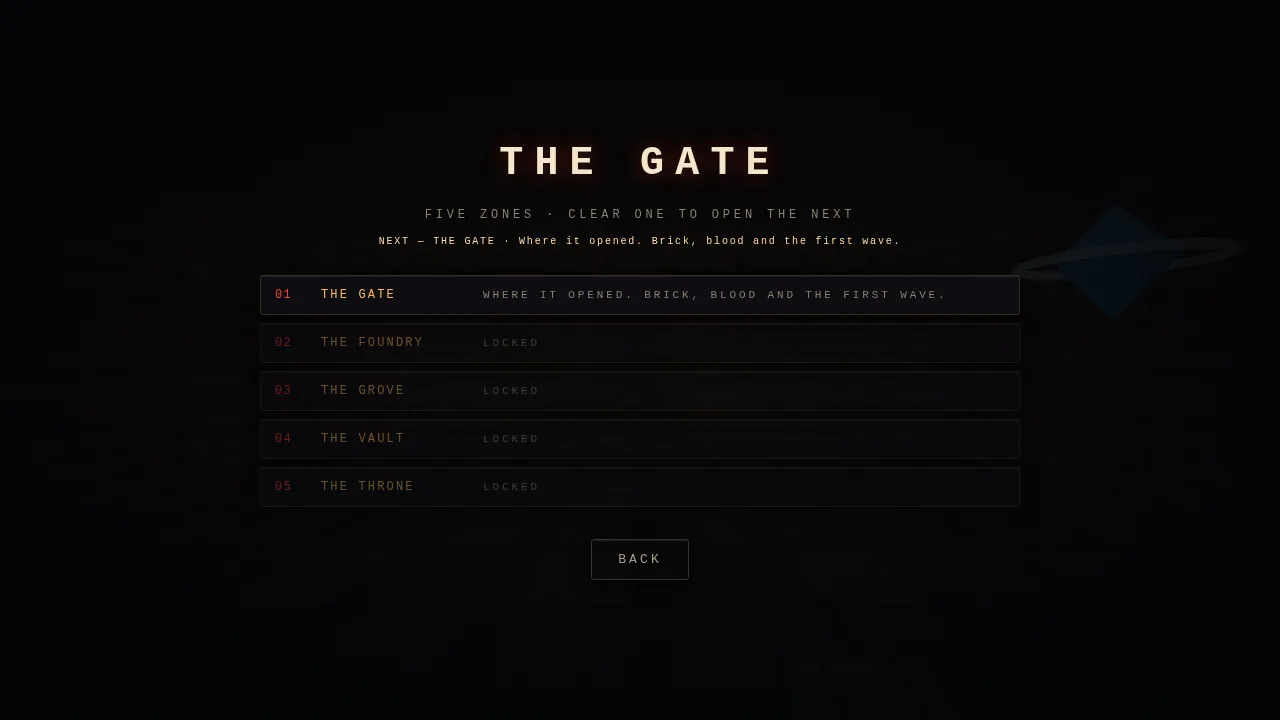 THE GATE
FIVE ZONES · CLEAR ONE TO OPEN THE NEXT
NEXT — THE GATE · Where it opened. Brick, blood and the first wave.
01 THE GATE WHERE IT OPENED. BRICK, BLOOD AND THE FIRST WAVE.
02 THE FOUNDRY LOCKED
03 THE GROVE LOCKED
04 THE VAULT LOCKED
05 THE THRONE LOCKED
BACK